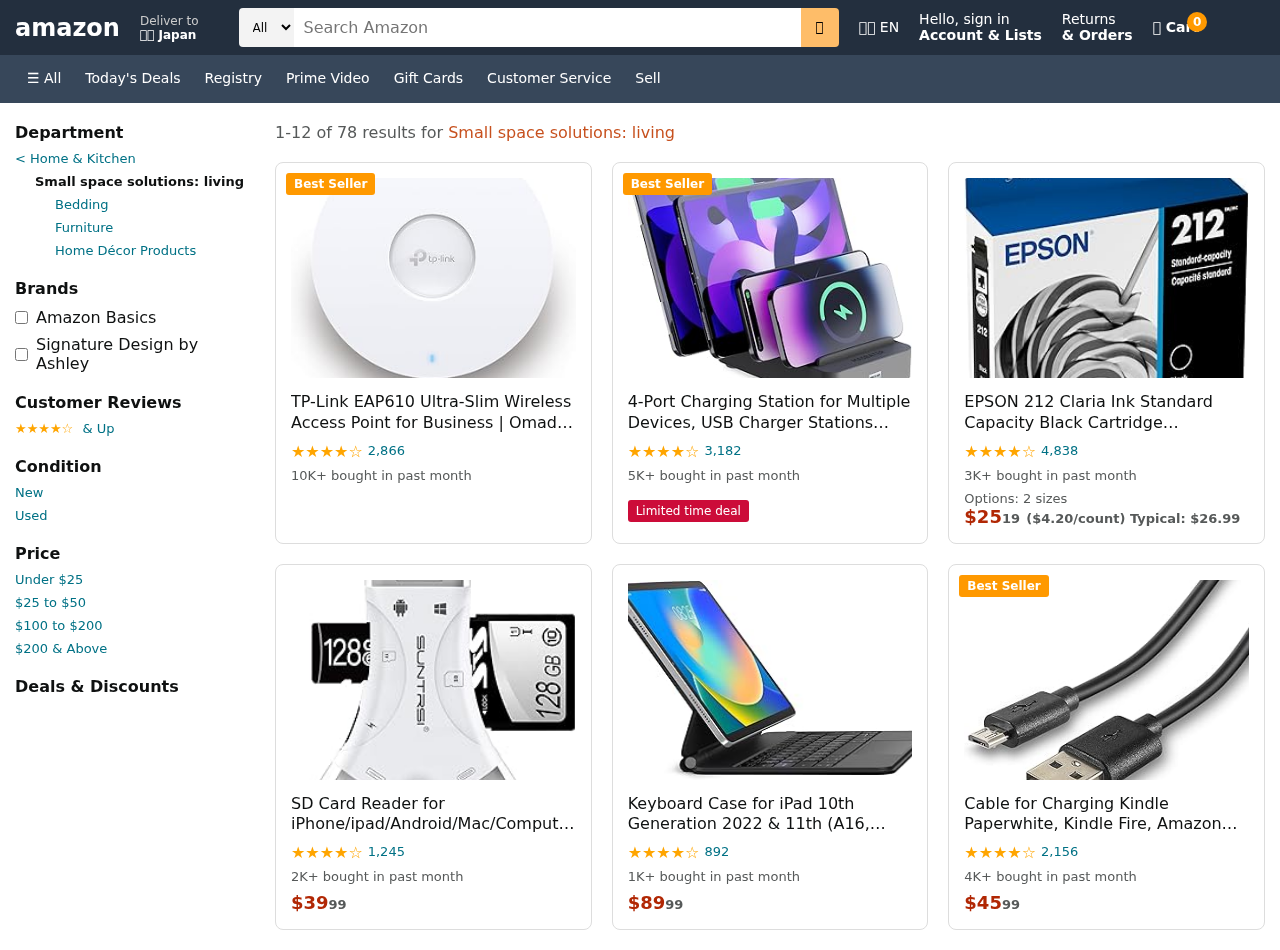 amazon
Deliver to
Japan
All
Search Amazon
EN
Hello, sign in
Account & Lists
Returns
& Orders
0
☰ All
Today's Deals
Registry
Prime Video
Gift Cards
Customer Service
Sell
Department
< Home & Kitchen
Small space solutions: living
Bedding
Furniture
Home Décor Products
Brands
Amazon Basics
Signature Design by
Ashley
Customer Reviews
★★★★☆ & Up
Condition
New
Used
Price
Under $25
$25 to $50
$100 to $200
$200 & Above
Deals & Discounts
1-12 of 78 results for Small space solutions: living
Best Seller
tp-link
TP-Link EAP610 Ultra-Slim Wireless
Access Point for Business | Omad...
★★★★☆ 2,866
10K+ bought in past month
Best Seller
4-Port Charging Station for Multiple
Devices, USB Charger Stations...
★★★★☆ 3,182
5K+ bought in past month
Limited time deal
EPSON
212
Standard-capacity
Capacité standard
212
EPSON 212 Claria Ink Standard
Capacity Black Cartridge...
★★★★☆ 4,838
3K+ bought in past month
Options: 2 sizes
$2519 ($4.20/count) Typical: $26.99
128
SUNTRSI
128 GB
SD Card Reader for
iPhone/ipad/Android/Mac/Comput...
★★★★☆ 1,245
2K+ bought in past month
$3999
Keyboard Case for iPad 10th
Generation 2022 & 11th (A16,...
★★★★☆ 892
1K+ bought in past month
$8999
Best Seller
Cable for Charging Kindle
Paperwhite, Kindle Fire, Amazon...
★★★★☆ 2,156
4K+ bought in past month
$4599